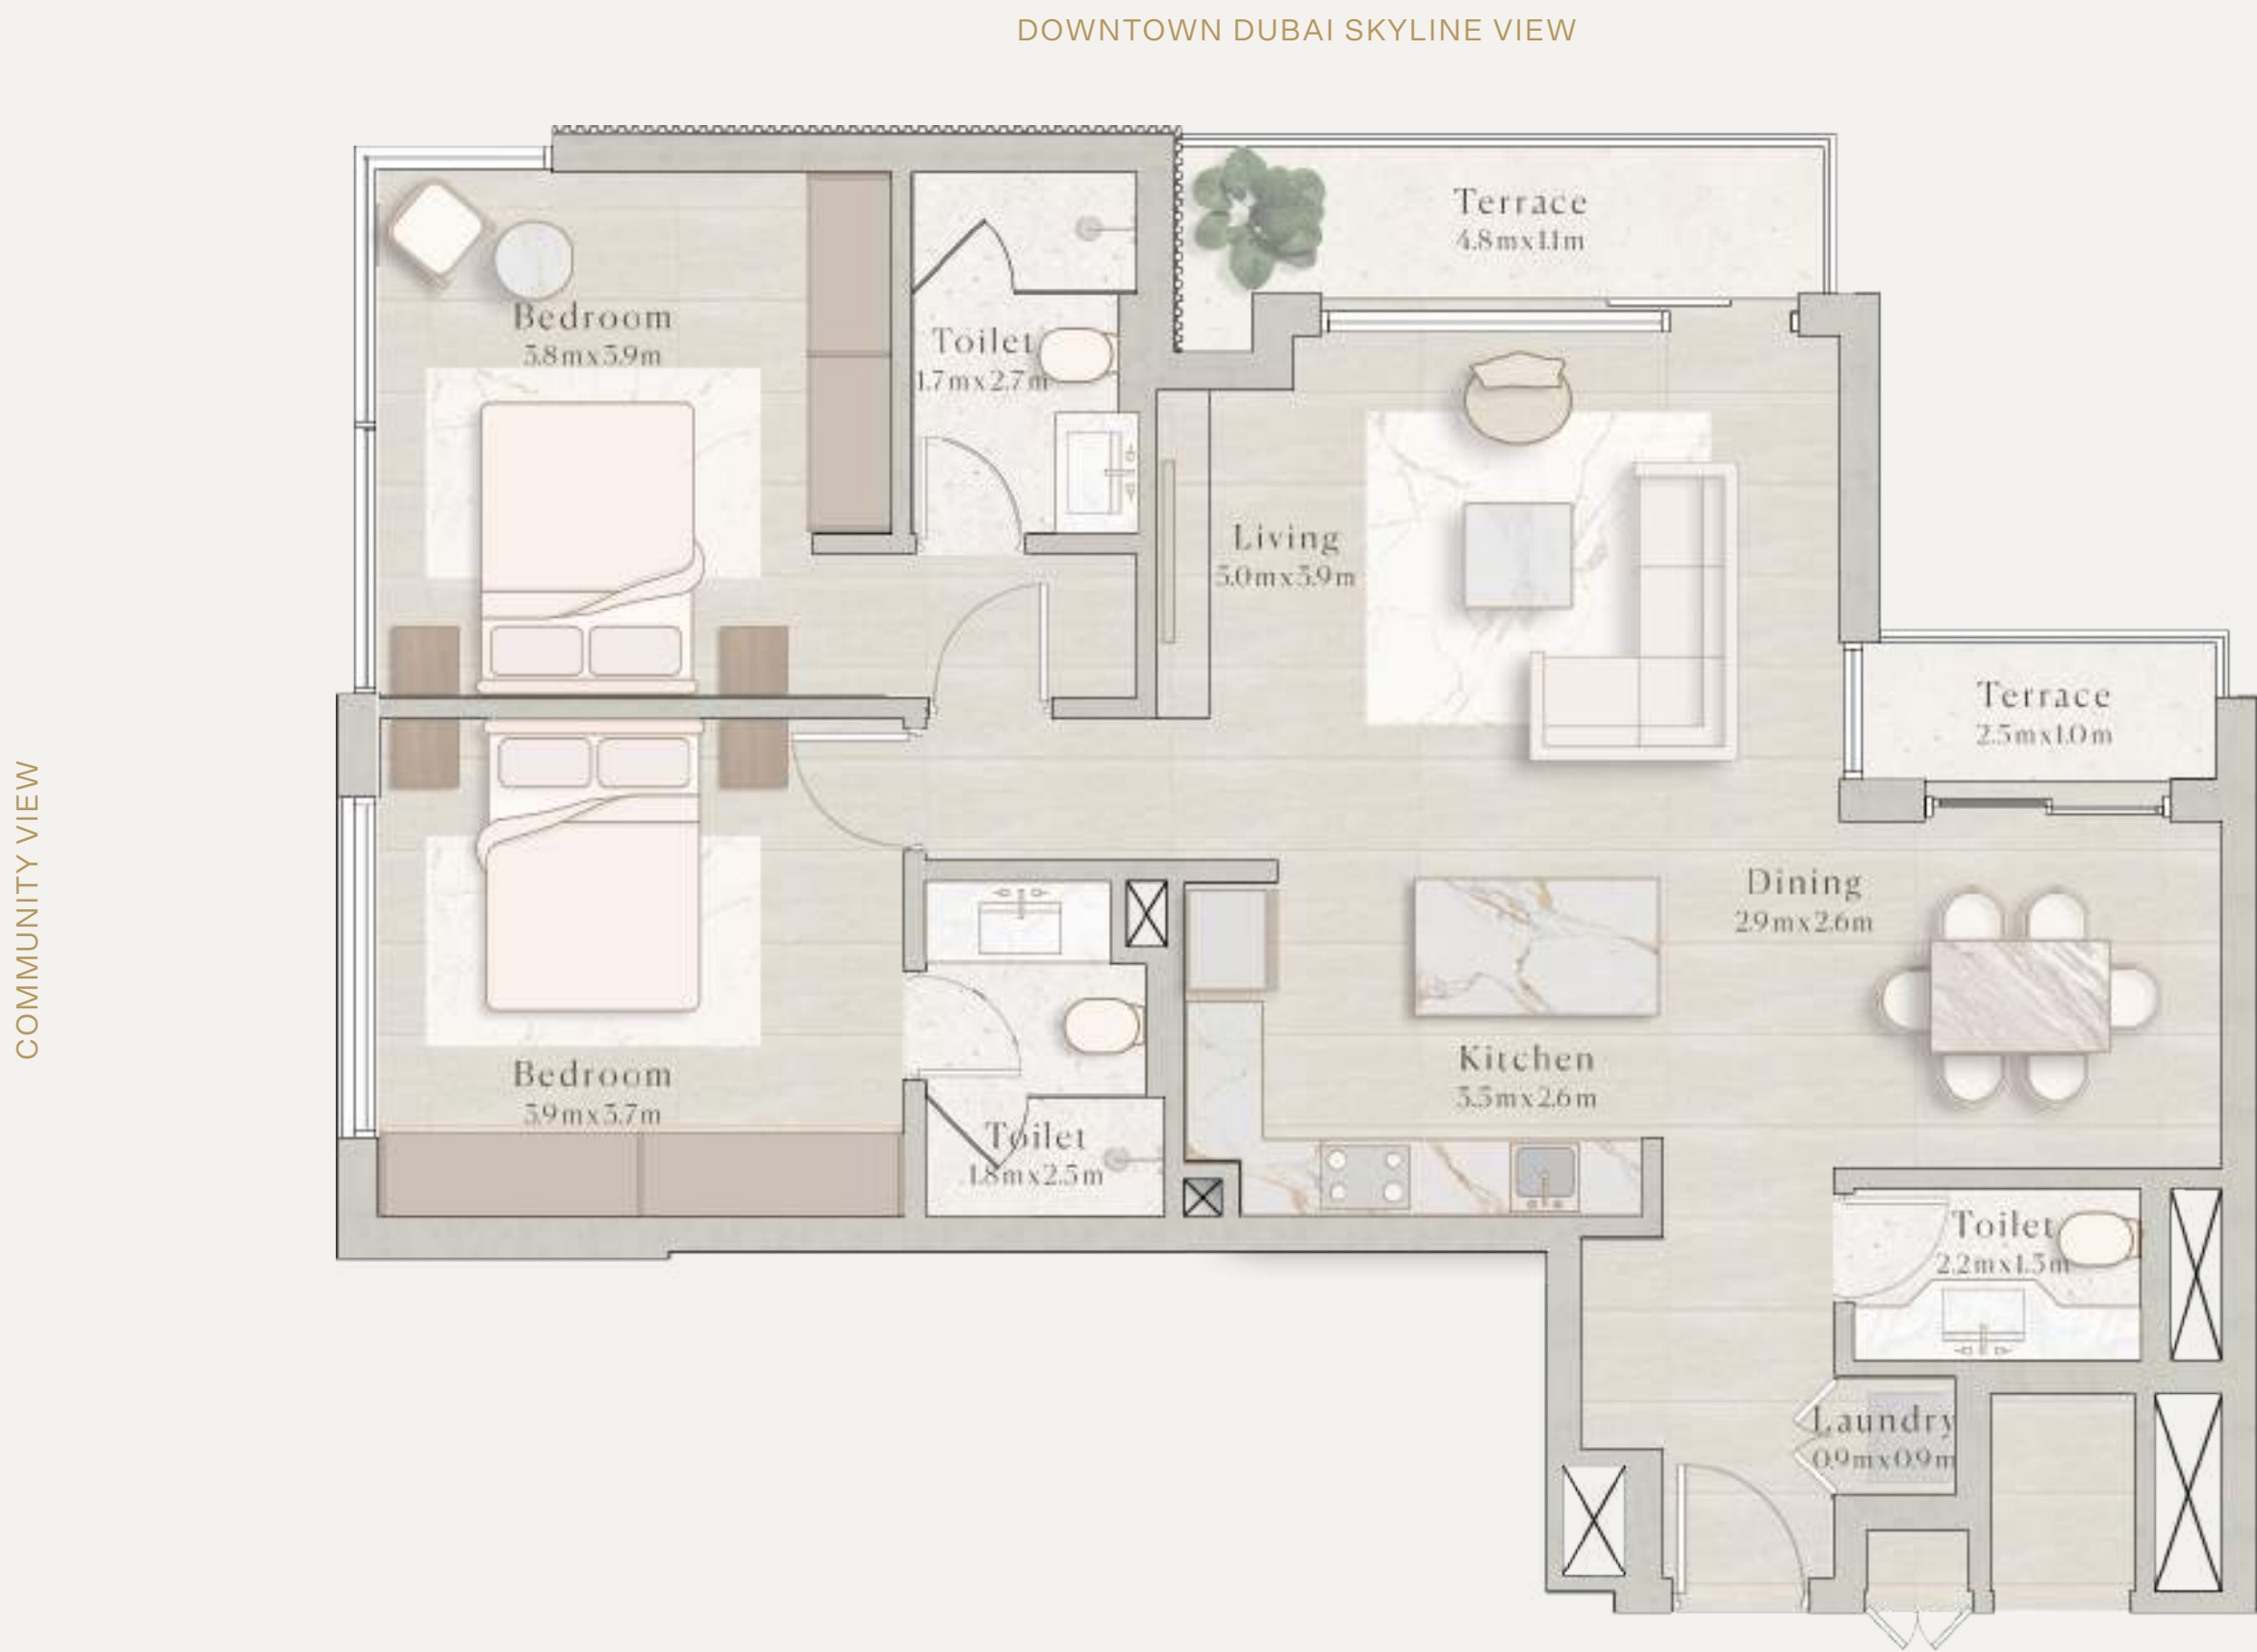 DOWNTOWN DUBAI SKYLINE VIEW
COMMUNITY VIEW
Terrace
4.8mx1.1m
Bedroom
3.8mx3.9m
Toilet
1.7mx2.7m
Living
5.0mx3.9m
Terrace
2.5mx1.0m
Dining
2.9mx2.6m
Kitchen
3.5mx2.6m
Bedroom
3.9mx3.7m
Toilet
1.8mx2.5m
Toilet
2.2mx1.3m
Laundry
0.9mx0.9m